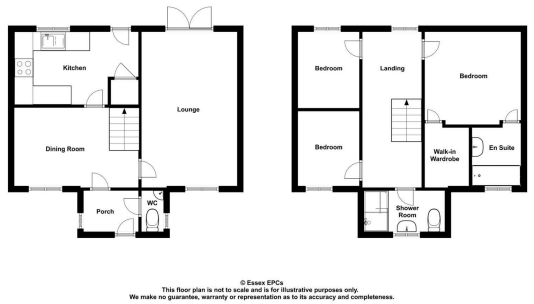 Kitchen
Lounge
Dining Room
Porch
WC
Bedroom
Landing
Bedroom
Bedroom
Walk-in
Wardrobe
En Suite
Shower
Room
© Essex EPCs
This floor plan is not to scale and is for illustrative purposes only.
We make no guarantee, warranty or representation as to its accuracy and completeness.